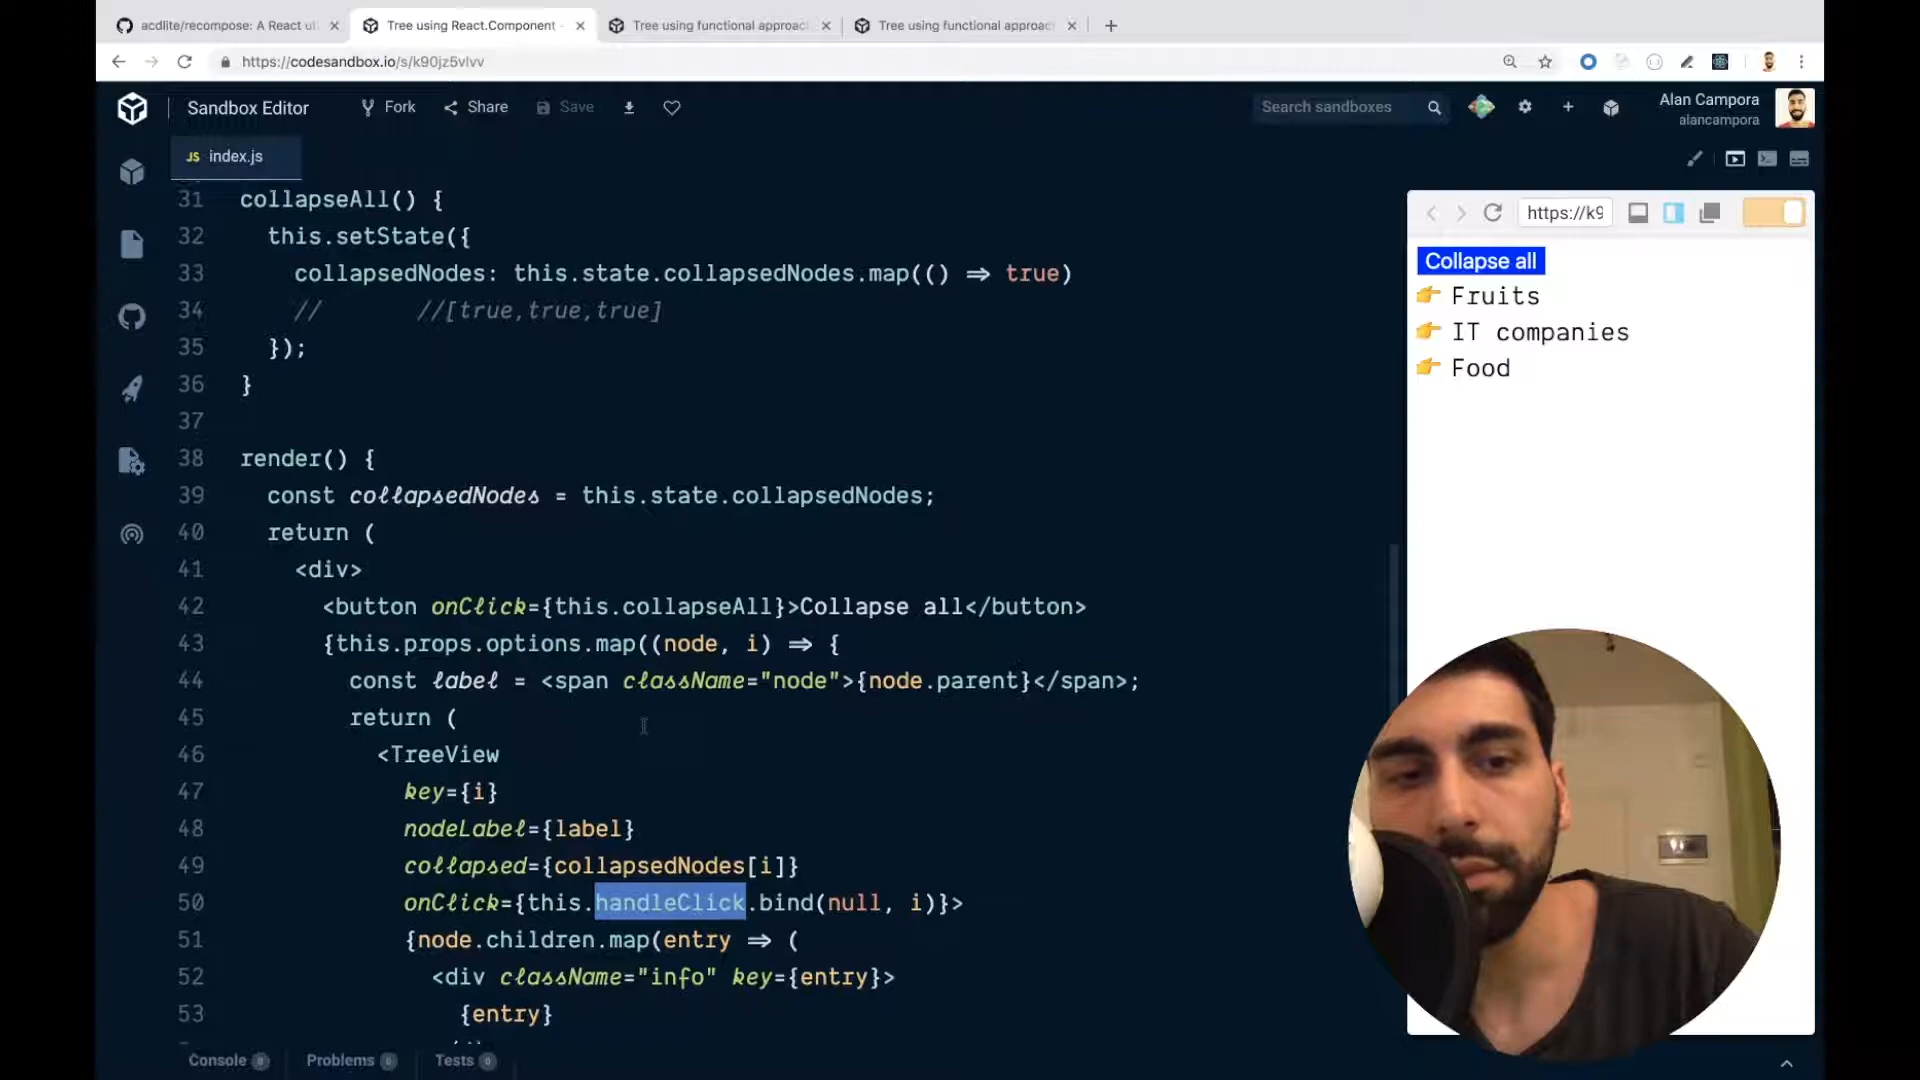 acdlite/recompose: A React ut
Tree using React.Component -
Tree using functional approac
Tree using functional approac
https://codesandbox.io/s/k90jz5vlvv
Sandbox Editor
Fork
Share
Save
Search sandboxes
Alan Campora
alancampora
JS index.js
31 collapseAll() {
32 this.setState({
33 collapsedNodes: this.state.collapsedNodes.map(() => true)
34 // //[true,true,true]
35 });
36 }
37
38 render() {
39 const collapsedNodes = this.state.collapsedNodes;
40 return (
41 <div>
42 <button onClick={this.collapseAll}>Collapse all</button>
43 {this.props.options.map((node, i) => {
44 const label = <span className="node">{node.parent}</span>;
45 return (
46 <TreeView
47 key={i}
48 nodeLabel={label}
49 collapsed={collapsedNodes[i]}
50 onClick={this.handleClick.bind(null, i)}>
51 {node.children.map(entry => (
52 <div className="info" key={entry}>
53 {entry}
https://k9
Collapse all
👉 Fruits
👉 IT companies
👉 Food
Console 0
Problems 0
Tests 0